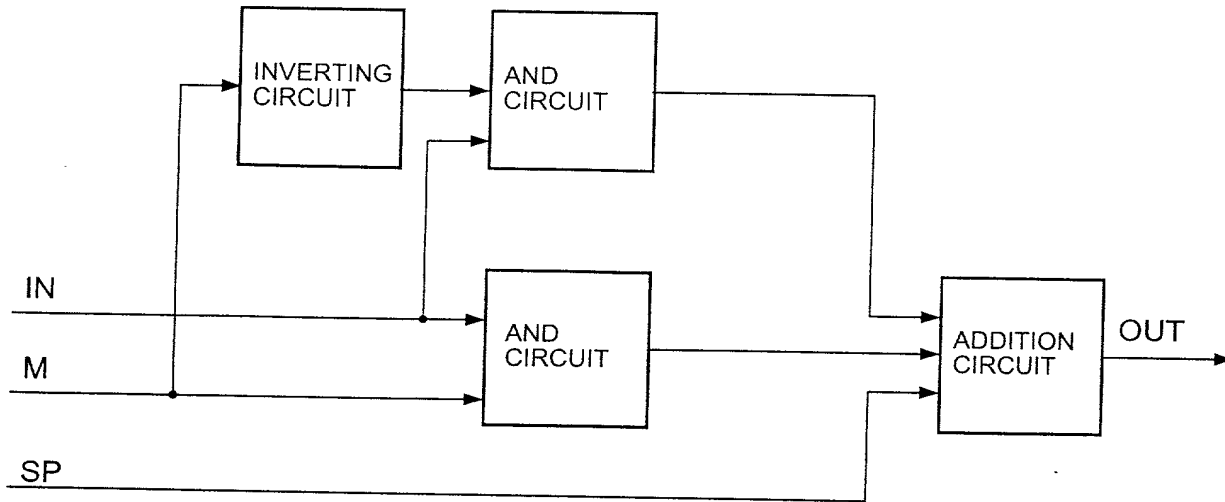 INVERTING
CIRCUIT
AND
CIRCUIT
IN
AND
CIRCUIT
M
ADDITION
CIRCUIT
OUT
SP